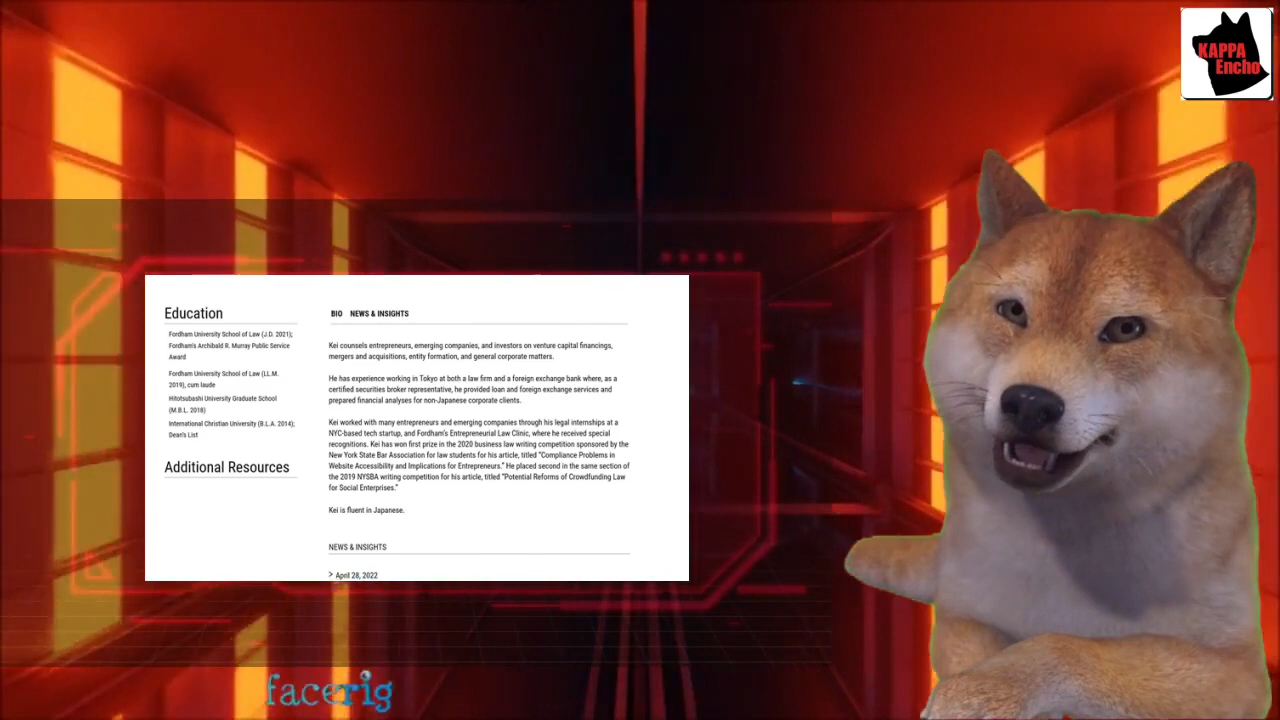 KAPPA
Encho
Education
Fordham University School of Law (J.D. 2021);
Fordham's Archibald R. Murray Public Service
Award
Fordham University School of Law (LL.M.
2019), cum laude
Hitotsubashi University Graduate School
(M.B.L. 2018)
International Christian University (B.L.A. 2014);
Dean's List
Additional Resources
BIO NEWS & INSIGHTS
Kei counsels entrepreneurs, emerging companies, and investors on venture capital financings,
mergers and acquisitions, entity formation, and general corporate matters.
He has experience working in Tokyo at both a law firm and a foreign exchange bank where, as a
certified securities broker representative, he provided loan and foreign exchange services and
prepared financial analyses for non-Japanese corporate clients.
Kei worked with many entrepreneurs and emerging companies through his legal internships at a
NYC-based tech startup, and Fordham's Entrepreneurial Law Clinic, where he received special
recognitions. Kei has won first prize in the 2020 business law writing competition sponsored by the
New York State Bar Association for law students for his article, titled "Compliance Problems in
Website Accessibility and Implications for Entrepreneurs." He placed second in the same section of
the 2019 NYSBA writing competition for his article, titled "Potential Reforms of Crowdfunding Law
for Social Enterprises."
Kei is fluent in Japanese.
NEWS & INSIGHTS
> April 28, 2022
facerig